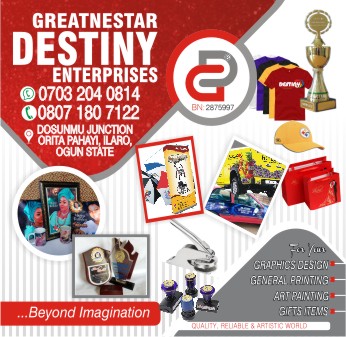 GREATNESTAR
DESTINY
ENTERPRISES
0703 204 0814
0807 180 7122
DOSUNMU JUNCTION
ORITA PAHAYI, ILARO,
OGUN STATE
BN: 2875997
DESTINY
For Your
GRAPHICS DESIGN
GENERAL PRINTING
ART PAINTING
GIFTS ITEMS
...Beyond Imagination
QUALITY, RELIABLE & ARTISTIC WORLD